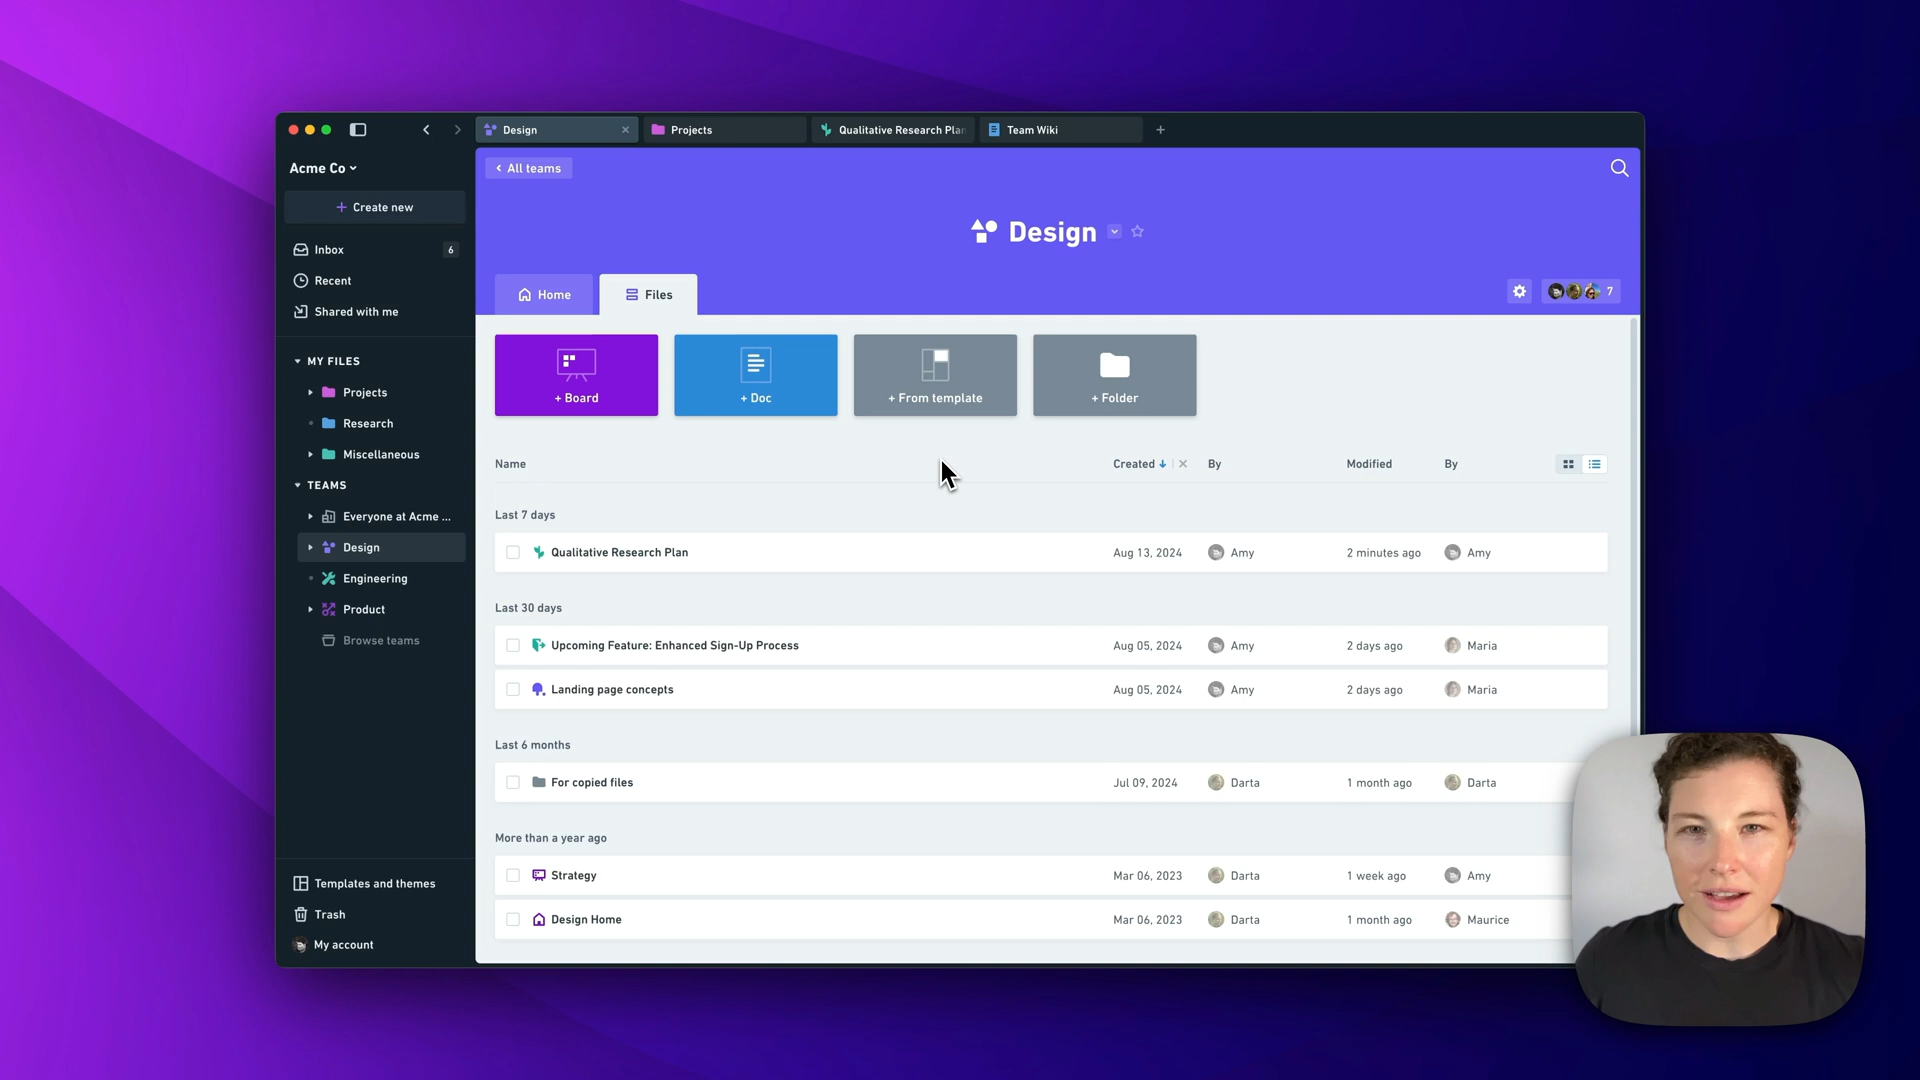 Design
Projects
Qualitative Research Plan
Team Wiki
Acme Co
Create new
Inbox
6
Recent
Shared with me
MY FILES
Projects
Research
Miscellaneous
TEAMS
Everyone at Acme ...
Design
Engineering
Product
Browse teams
Templates and themes
Trash
My account
All teams
Design
Home
Files
7
+ Board
+ Doc
+ From template
+ Folder
Name Created By Modified By
Last 7 days
Qualitative Research Plan Aug 13, 2024 Amy 2 minutes ago Amy
Last 30 days
Upcoming Feature: Enhanced Sign-Up Process Aug 05, 2024 Amy 2 days ago Maria
Landing page concepts Aug 05, 2024 Amy 2 days ago Maria
Last 6 months
For copied files Jul 09, 2024 Darta 1 month ago Darta
More than a year ago
Strategy Mar 06, 2023 Darta 1 week ago Amy
Design Home Mar 06, 2023 Darta 1 month ago Maurice